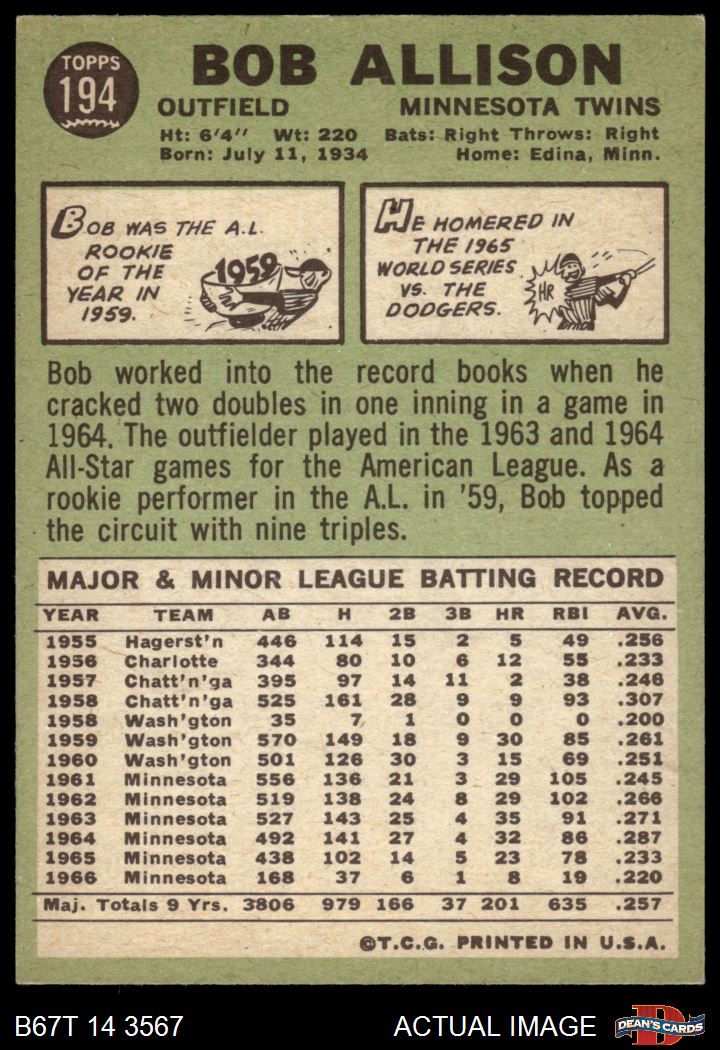 TOPPS
194
BOB ALLISON
OUTFIELD MINNESOTA TWINS
Ht: 6'4" Wt: 220 Bats: Right Throws: Right
Born: July 11, 1934 Home: Edina, Minn.
BOB WAS THE A.L.
ROOKIE
OF THE
YEAR IN
1959.
1959
HE HOMERED IN
THE 1965
WORLD SERIES
VS. THE
DODGERS.
HR
Bob worked into the record books when he
cracked two doubles in one inning in a game in
1964. The outfielder played in the 1963 and 1964
All-Star games for the American League. As a
rookie performer in the A.L. in '59, Bob topped
the circuit with nine triples.
MAJOR & MINOR LEAGUE BATTING RECORD
YEAR TEAM AB H 2B 3B HR RBI AVG.
1955 Hagerst'n 446 114 15 2 5 49 .256
1956 Charlotte 344 80 10 6 12 55 .233
1957 Chatt'n'ga 395 97 14 11 2 38 .246
1958 Chatt'n'ga 525 161 28 9 9 93 .307
1958 Wash'gton 35 7 1 0 0 0 .200
1959 Wash'gton 570 149 18 9 30 85 .261
1960 Wash'gton 501 126 30 3 15 69 .251
1961 Minnesota 556 136 21 3 29 105 .245
1962 Minnesota 519 138 24 8 29 102 .266
1963 Minnesota 527 143 25 4 35 91 .271
1964 Minnesota 492 141 27 4 32 86 .287
1965 Minnesota 438 102 14 5 23 78 .233
1966 Minnesota 168 37 6 1 8 19 .220
Maj. Totals 9 Yrs. 3806 979 166 37 201 635 .257
©T.C.G. PRINTED IN U.S.A.
B67T 14 3567 ACTUAL IMAGE
D
DEAN'S CARDS